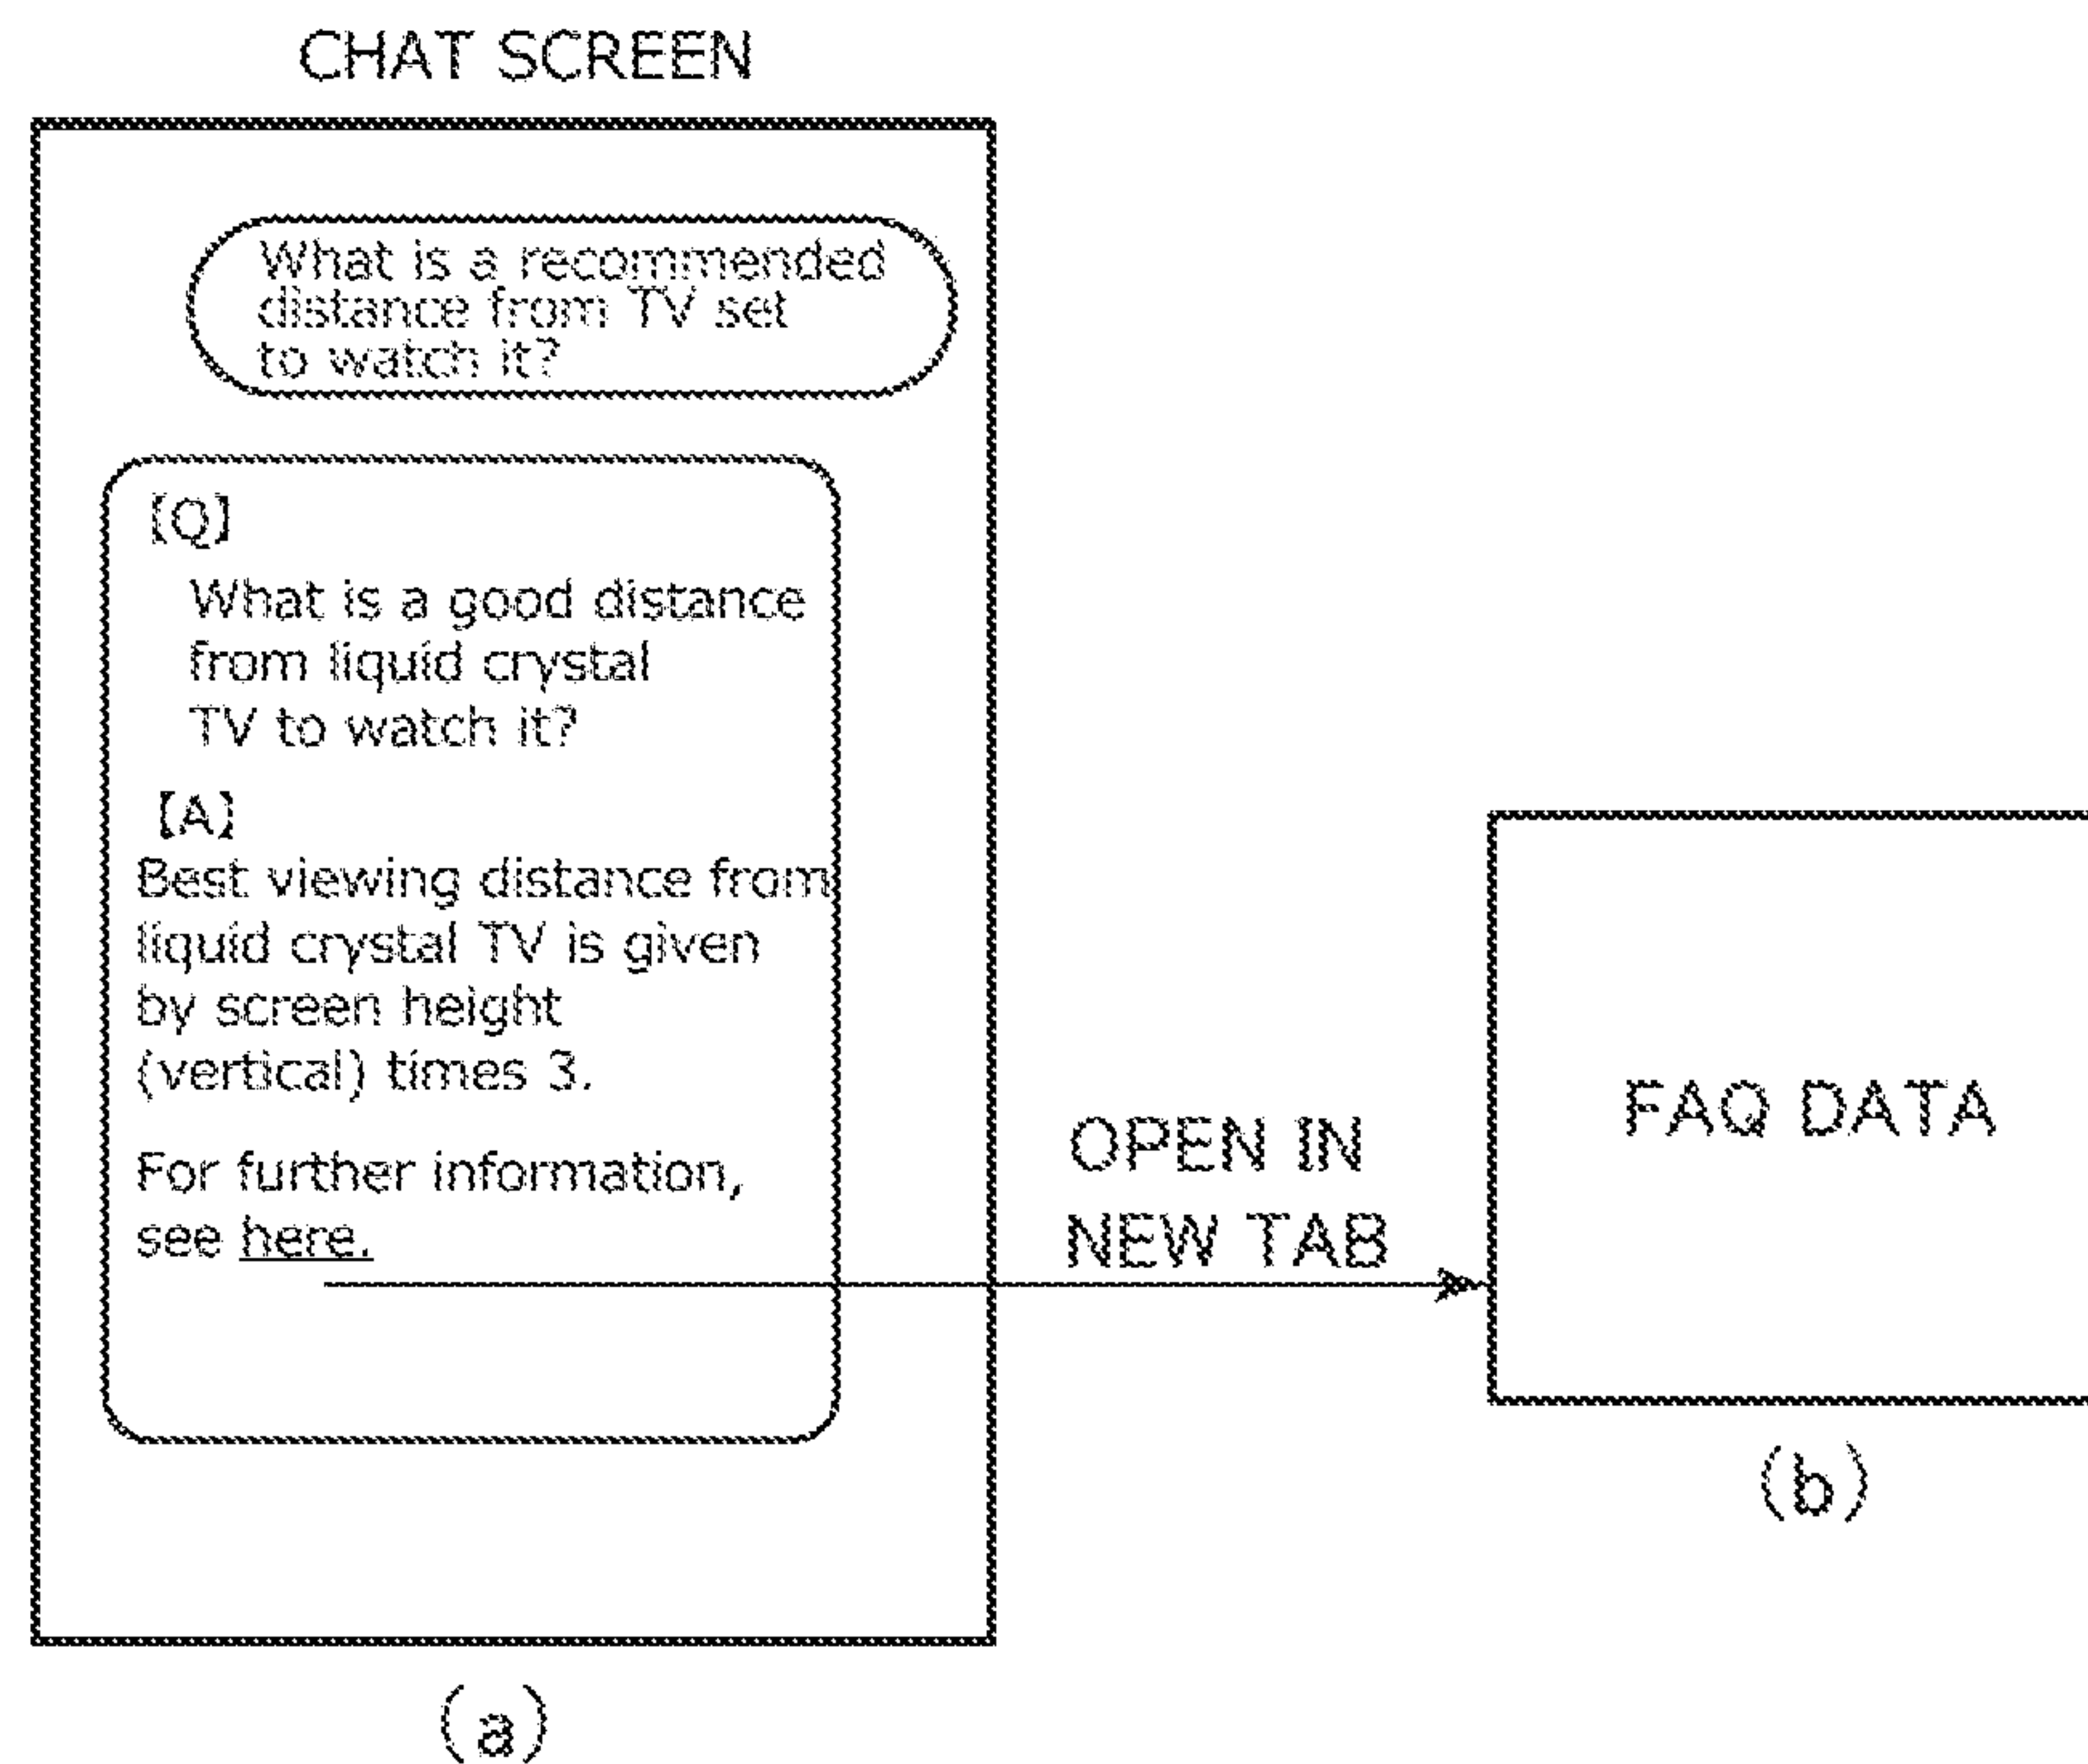 CHAT SCREEN
What is a recommended
distance from TV set
to watch it?
【Q】
What is a good distance
from liquid crystal
TV to watch it?
【A】
Best viewing distance from
liquid crystal TV is given
by screen height
(vertical) times 3.
For further information,
see here.
OPEN IN
NEW TAB
FAQ DATA
(b)
(a)